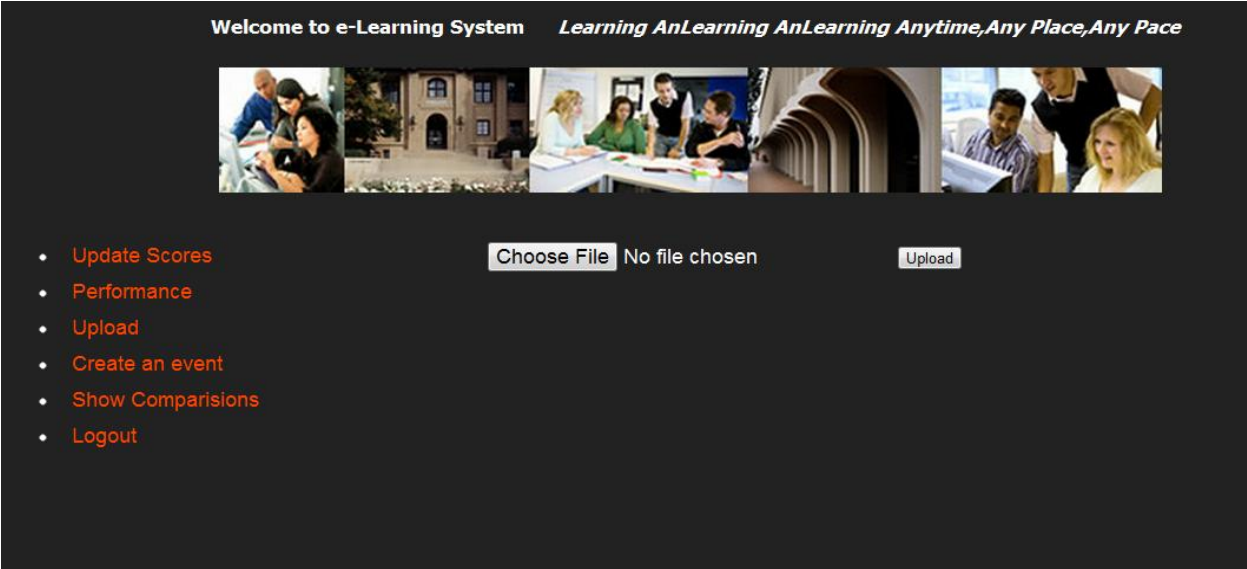 Welcome to e-Learning System Learning AnLearning AnLearning Anytime,Any Place,Any Pace
Update Scores
Choose File No file chosen Upload
Performance
Upload
Create an event
Show Comparisions
Logout